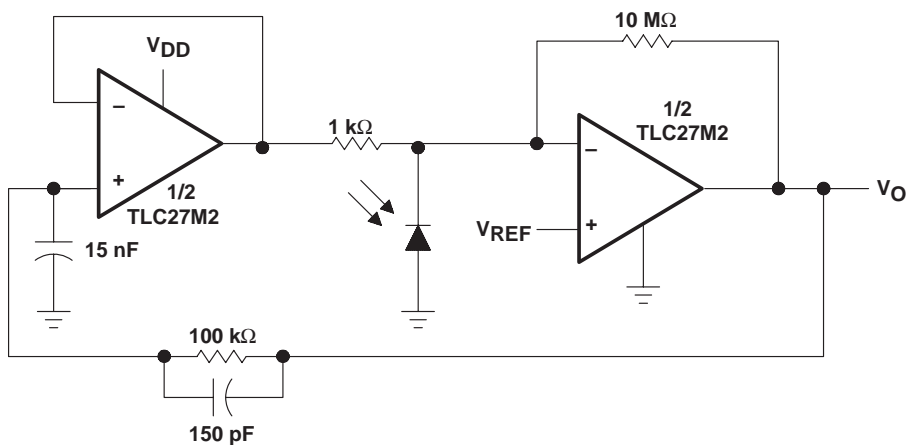 10 MΩ
VDD
1/2
TLC27M2
1 kΩ
−
−
+
VO
1/2
TLC27M2
VREF
+
15 nF
100 kΩ
150 pF